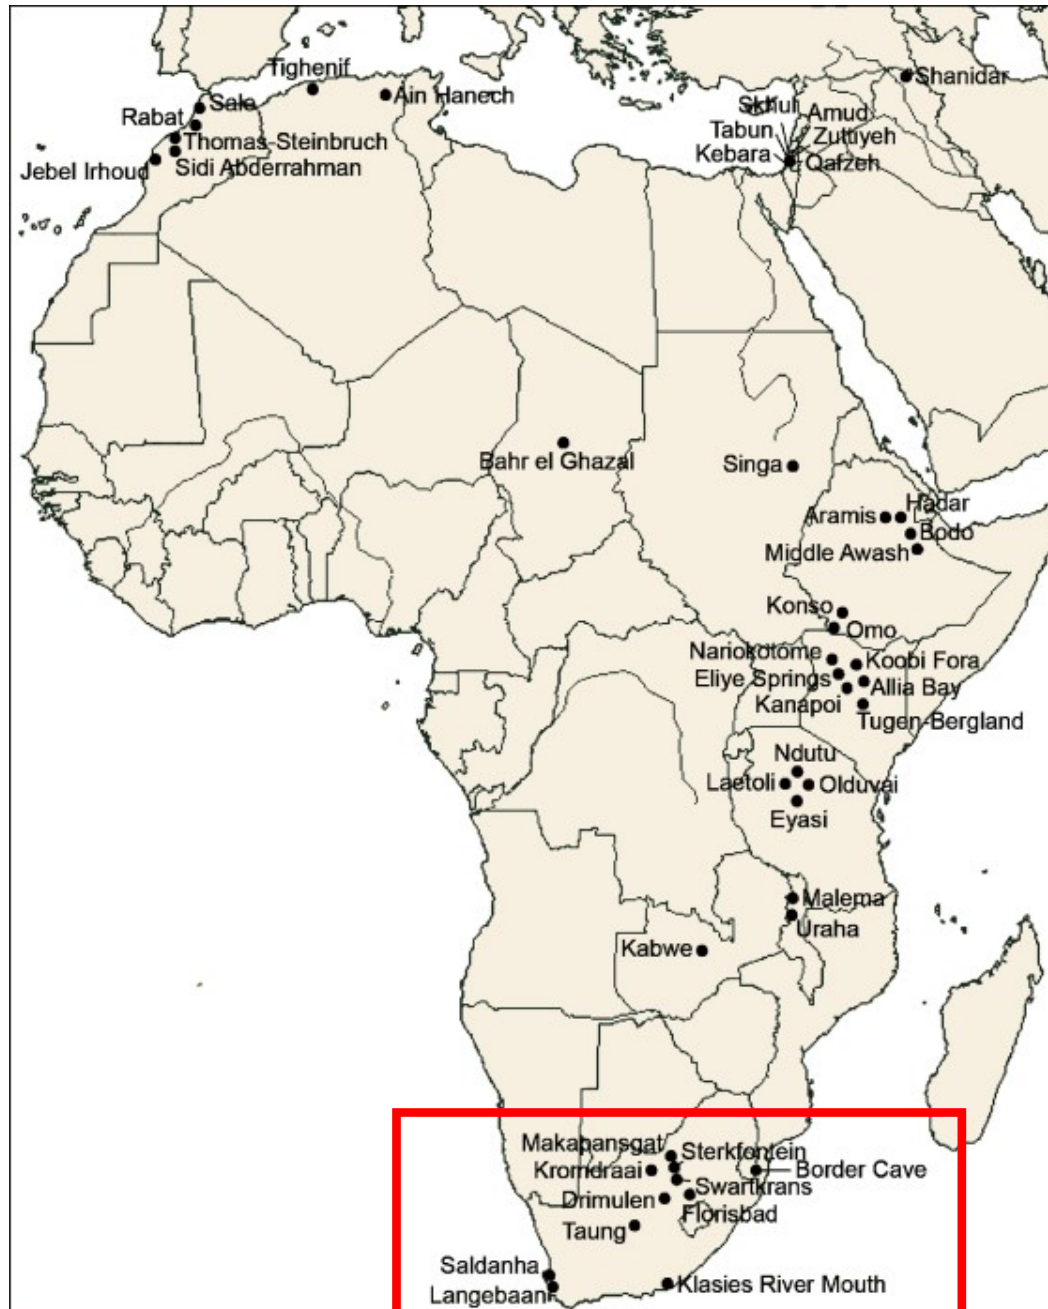 Tighenif
Shanidar
Ain Hanech
Sale
Skhul
Amud
Rabat
Tabun
Zuttiyeh
Thomas-Steinbruch
Kebara
Qafzeh
Jebel Irhoud
Sidi Abderrahman
Bahr el Ghazal
Singa
Hadar
Aramis
Bodo
Middle Awash
Konso
Omo
Nariokotome
Koobi Fora
Eliye Springs
Allia Bay
Kanapoi
Tugen-Bergland
Ndutu
Laetoli
Olduvai
Eyasi
Malema
Uraha
Kabwe
Makapansgat
Sterkfontein
Kromdraai
Border Cave
Swartkrans
Drimulen
Florisbad
Taung
Saldanha
Klasies River Mouth
Langebaan